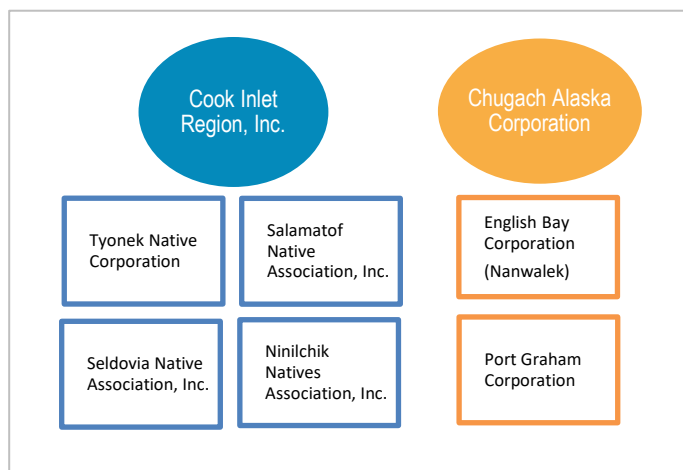 Cook Inlet
Region, Inc.
Chugach Alaska
Corporation
Tyonek Native
Corporation
Salamatof
Native
Association, Inc.
English Bay
Corporation
(Nanwalek)
Seldovia Native
Association, Inc.
Ninilchik
Natives
Association, Inc.
Port Graham
Corporation